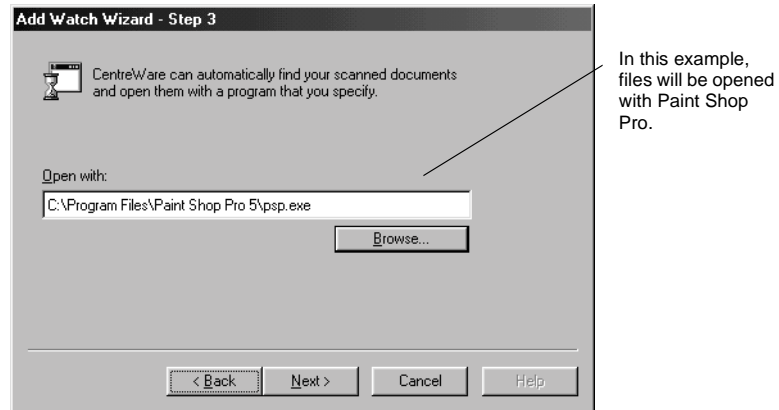 Add Watch Wizard - Step 3
CentreWare can automatically find your scanned documents
and open them with a program that you specify.
Open with:
C:\Program Files\Paint Shop Pro 5\psp.exe
Browse...
< Back
Next >
Cancel
Help
In this example,
files will be opened
with Paint Shop
Pro.